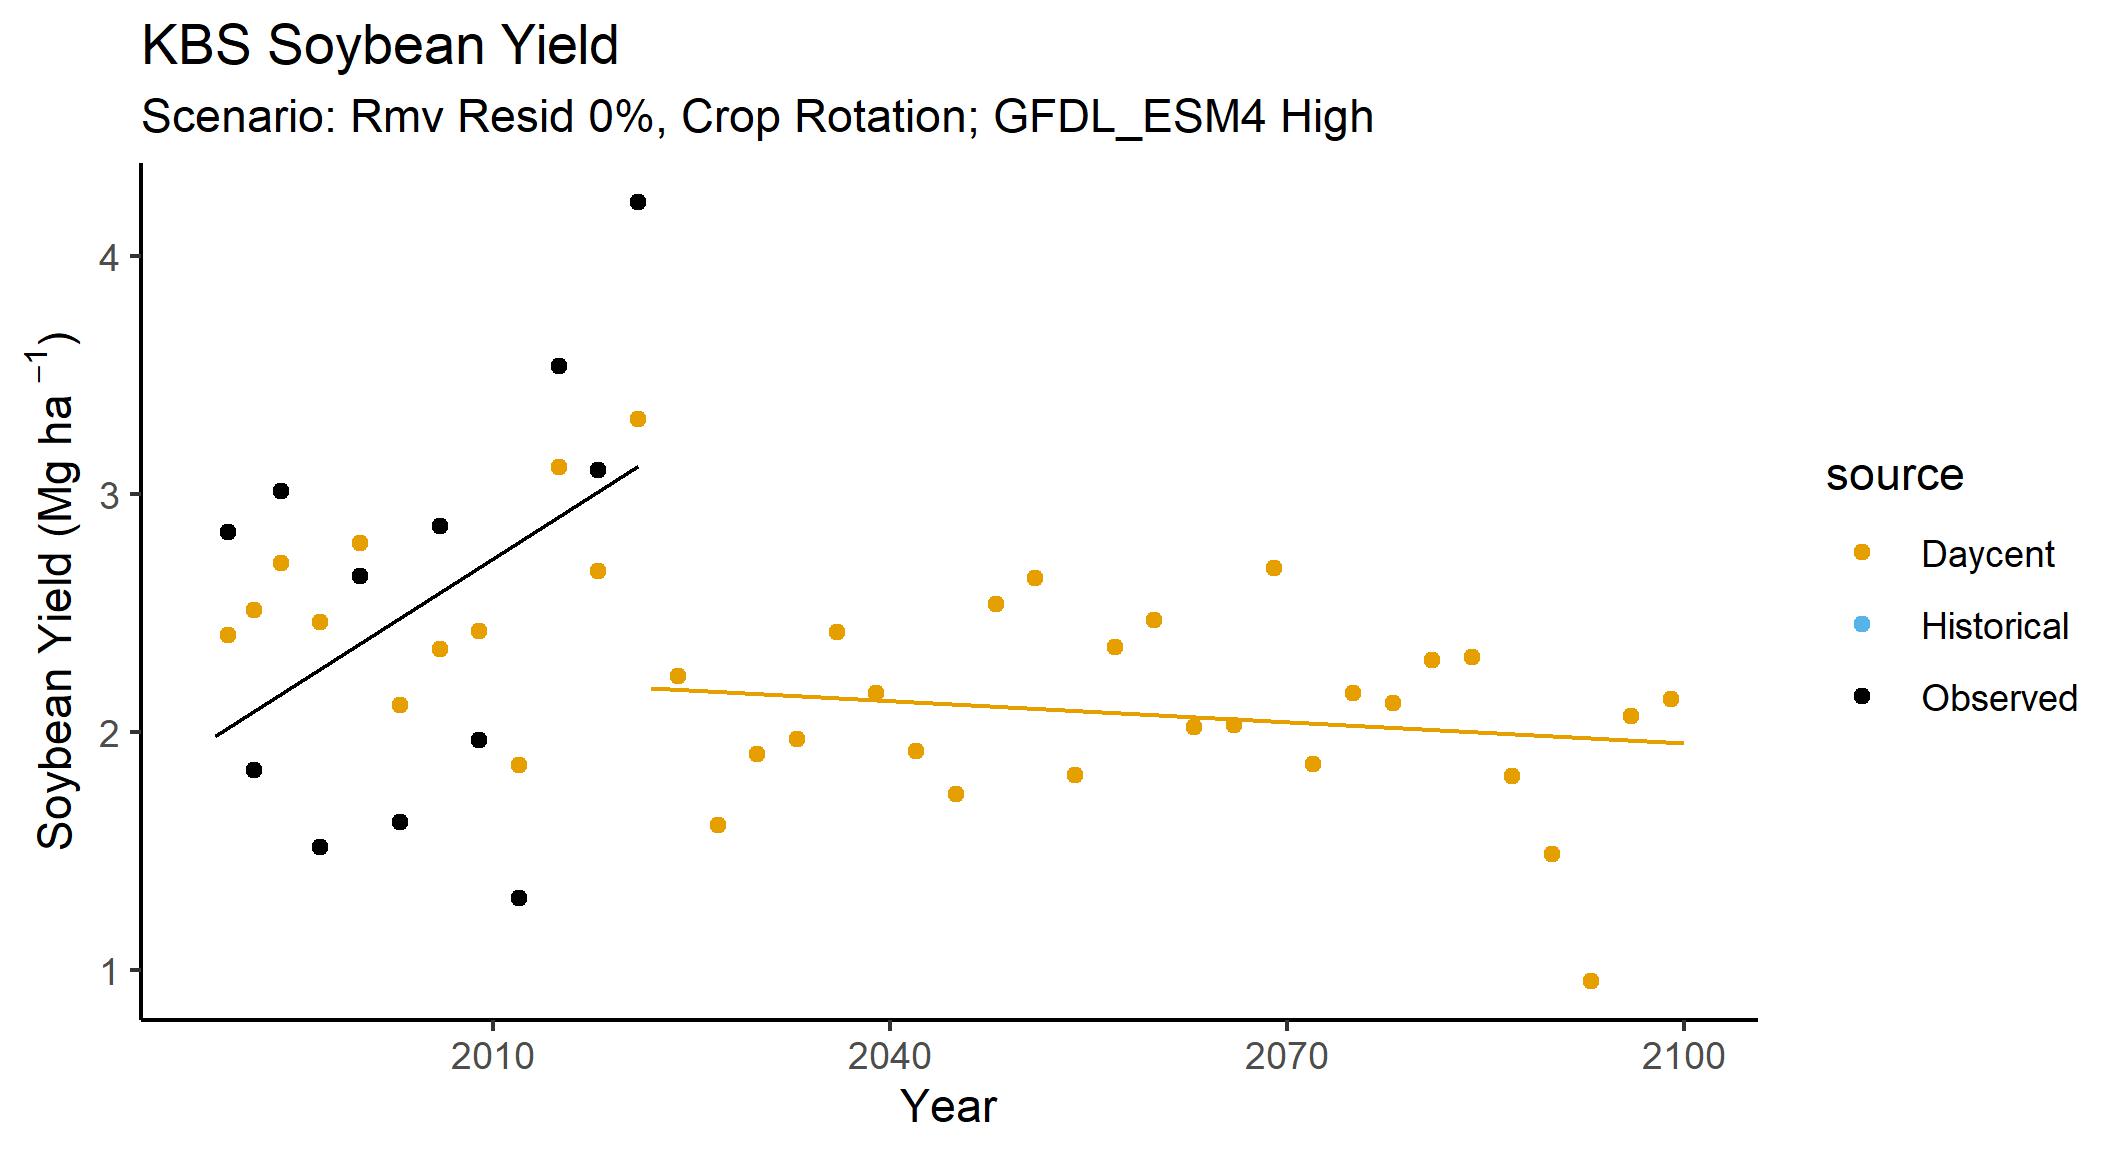 KBS Soybean Yield
Scenario: Rmv Resid 0%, Crop Rotation; GFDL_ESM4 High
Soybean Yield (Mg ha −1)
4
3
2
1
2010
2040
2070
2100
Year
source
Daycent
Historical
Observed